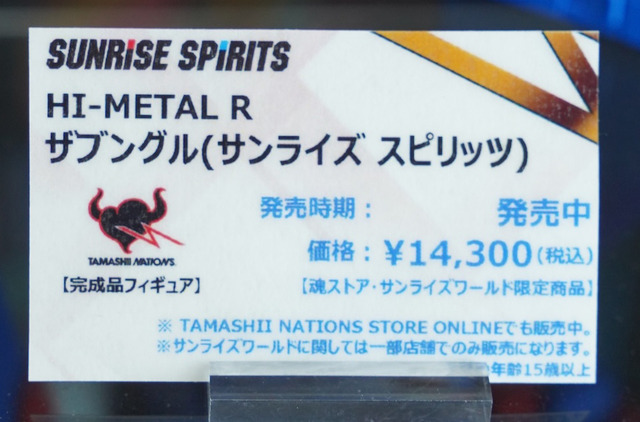 SUNRISE SPIRITS
HI-METAL R
ザブングル(サンライズ スピリッツ)
発売時期： 発売中
価格：￥14,300(税込)
TAMASHII NATIONS
【完成品フィギュア】
【魂ストア・サンライズワールド限定商品】
※ TAMASHII NATIONS STORE ONLINEでも販売中。
※サンライズワールドに関しては一部店舗でのみ販売になります。
年齢15歳以上